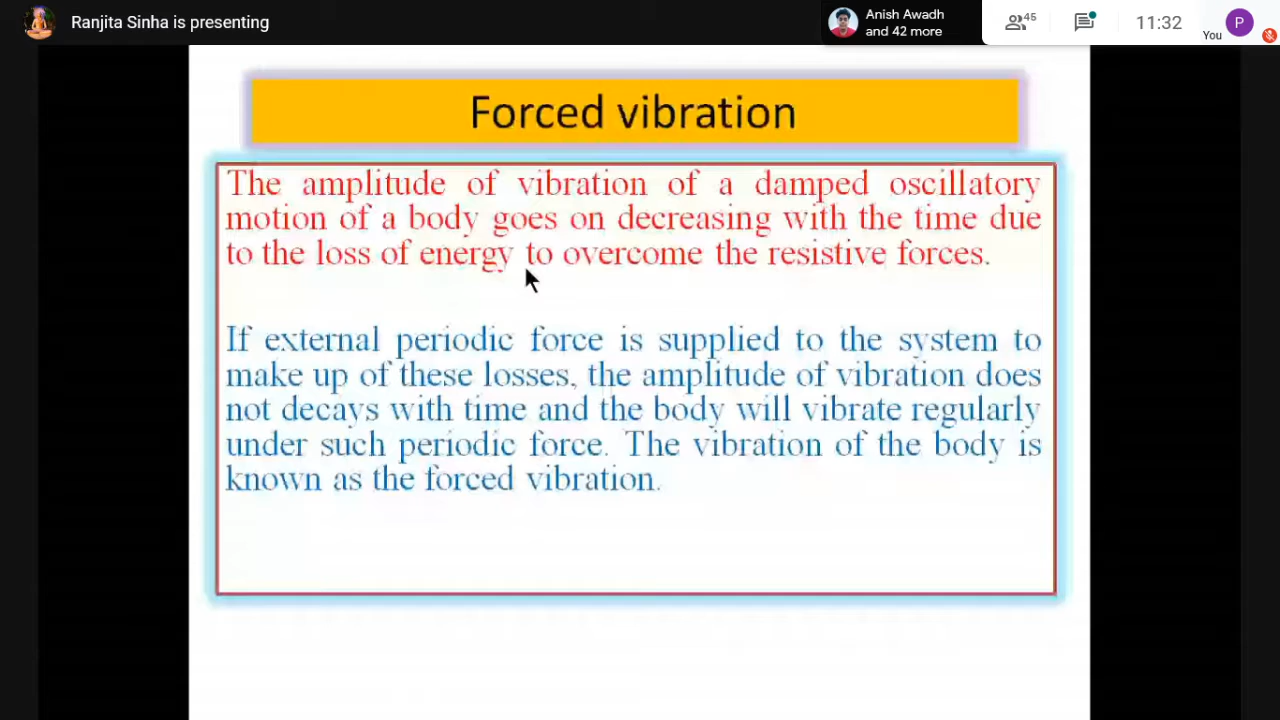 Ranjita Sinha is presenting
Anish Awadh
and 42 more
45
11:32
You
P
Forced vibration
The amplitude of vibration of a damped oscillatory
motion of a body goes on decreasing with the time due
to the loss of energy to overcome the resistive forces.
If external periodic force is supplied to the system to
make up of these losses, the amplitude of vibration does
not decays with time and the body will vibrate regularly
under such periodic force. The vibration of the body is
known as the forced vibration.